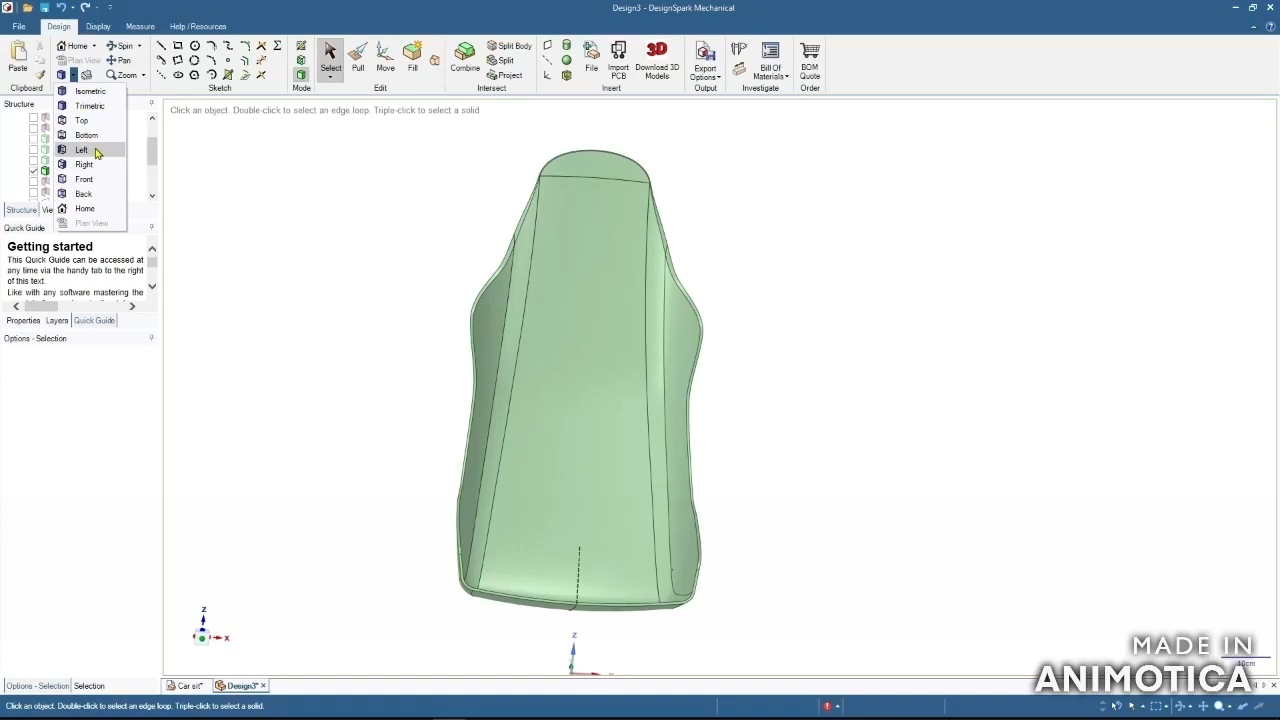 Design3* - DesignSpark Mechanical
File Design Display Measure Help / Resources
Home Spin Plan View Pan Zoom
Paste Select Pull Move Fill Combine Split Body Split Project File Import PCB Download 3D Models Export Options Bill Of Materials BOM Quote
3D
Clipboard Sketch Mode Edit Intersect Insert Output Investigate Order
Isometric
Trimetric
Top
Bottom
Left
Right
Front
Back
Home
Plan View
Structure
Structure
Quick Guide
Getting started
This Quick Guide can be accessed at
any time via the handy tab to the right
of this text.
Like with any software mastering the
Properties Layers Quick Guide
Options - Selection
Click an object. Double-click to select an edge loop. Triple-click to select a solid.
Z
X
Z
MADE IN
ANIMOTICA
10cm
Options - Selection Selection
Car sit* Design3*
Click an object. Double-click to select an edge loop. Triple-click to select a solid.